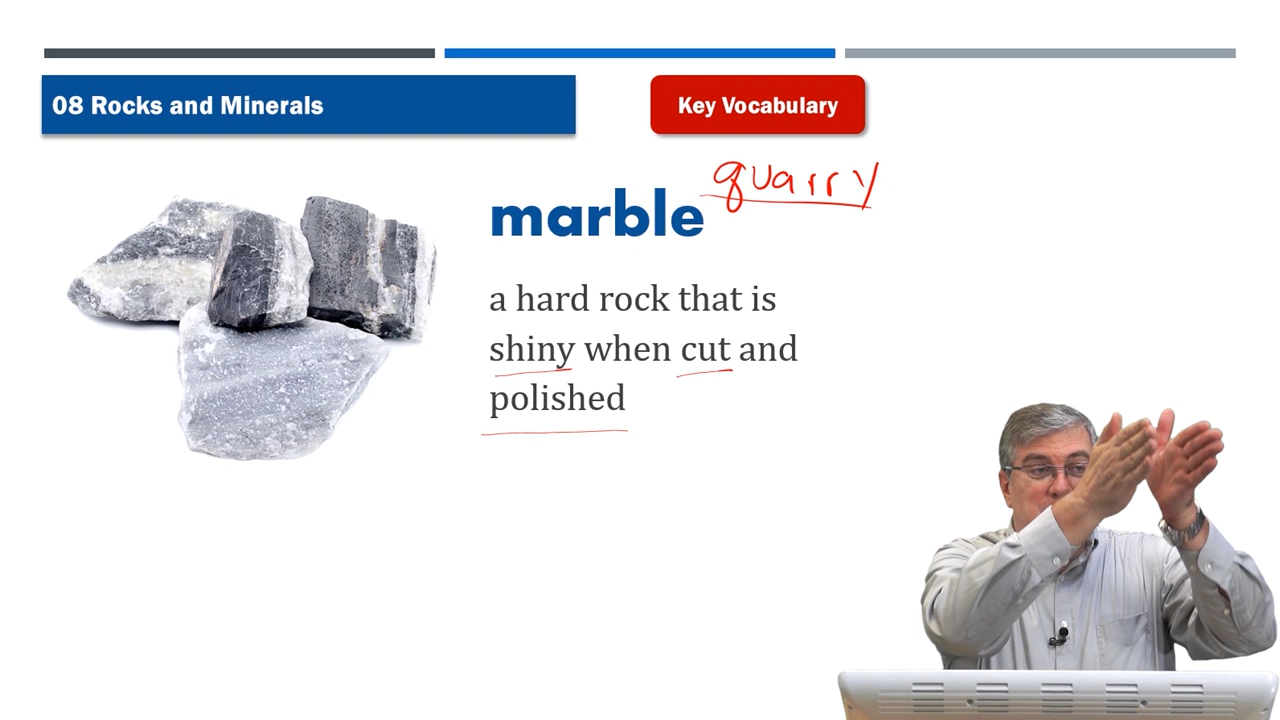 08 Rocks and Minerals
Key Vocabulary
quarry
marble
a hard rock that is
shiny when cut and
polished